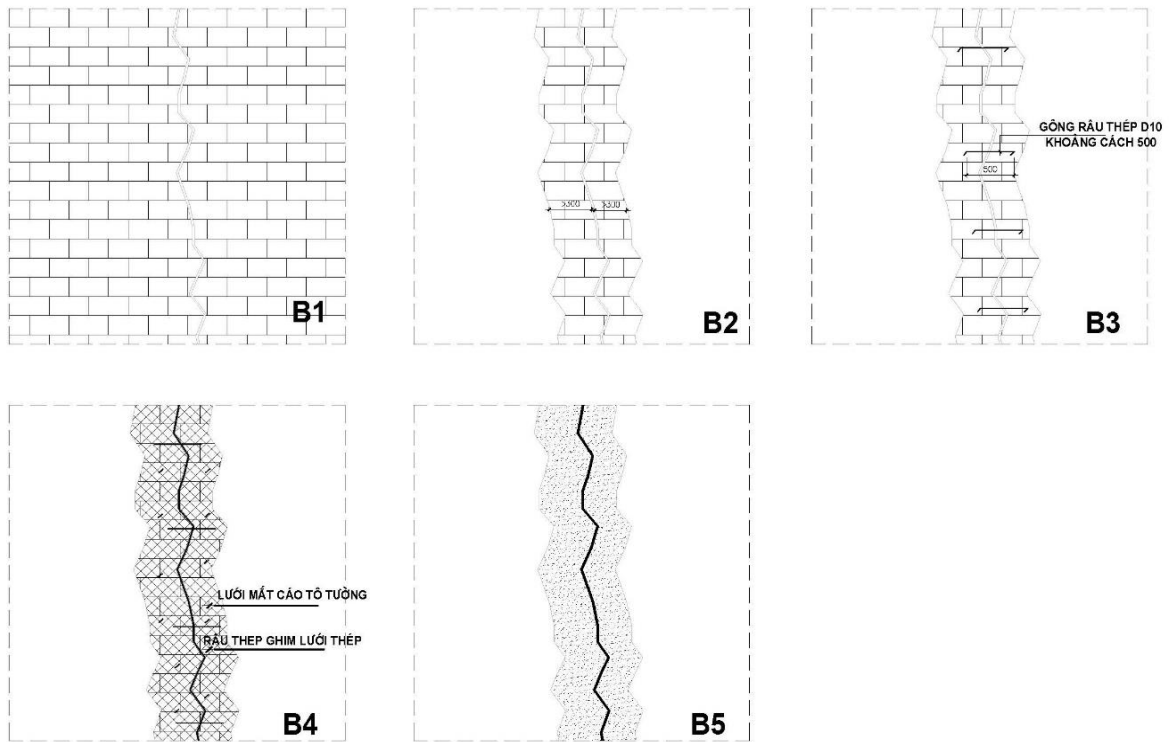 B1
≥300 ≥300
B2
GÔNG RÂU THÉP D10
KHOẢNG CÁCH 500
500
B3
LƯỚI MẮT CÁO TÔ TƯỜNG
RÂU THEP GHIM LƯỚI THÉP
B4
B5